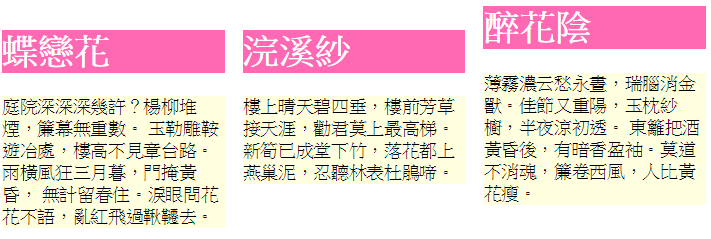 蝶戀花
庭院深深深幾許？楊柳堆
煙，簾幕無重數。 玉勒雕鞍
遊冶處，樓高不見章台路。
雨橫風狂三月暮，門掩黃
昏， 無計留春住。淚眼問花
花不語，亂紅飛過鞦韆去。
浣溪紗
樓上晴天碧四垂，樓前芳草
接天涯，勸君莫上最高梯。
新筍已成堂下竹，落花都上
燕巢泥，忍聽林表杜鵑啼。
醉花陰
薄霧濃云愁永晝，瑞腦消金
獸。佳節又重陽，玉枕紗
櫥，半夜涼初透。 東籬把酒
黃昏後，有暗香盈袖。莫道
不消魂，簾卷西風，人比黃
花瘦。